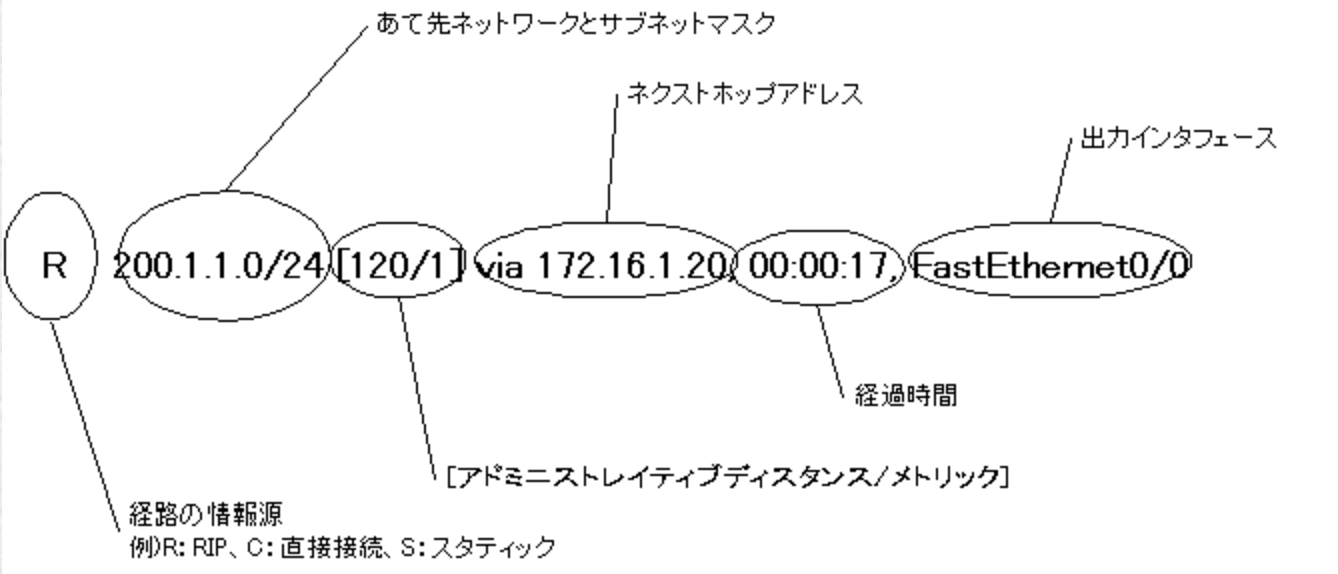 あて先ネットワークとサブネットマスク
ネクストホップアドレス
出力インタフェース
R 200.1.1.0/24 [120/1] via 172.16.1.20, 00:00:17, FastEthernet0/0
経過時間
[アドミニストレイティブディスタンス/メトリック]
経路の情報源
例)R:RIP、C:直接接続、S:スタティック